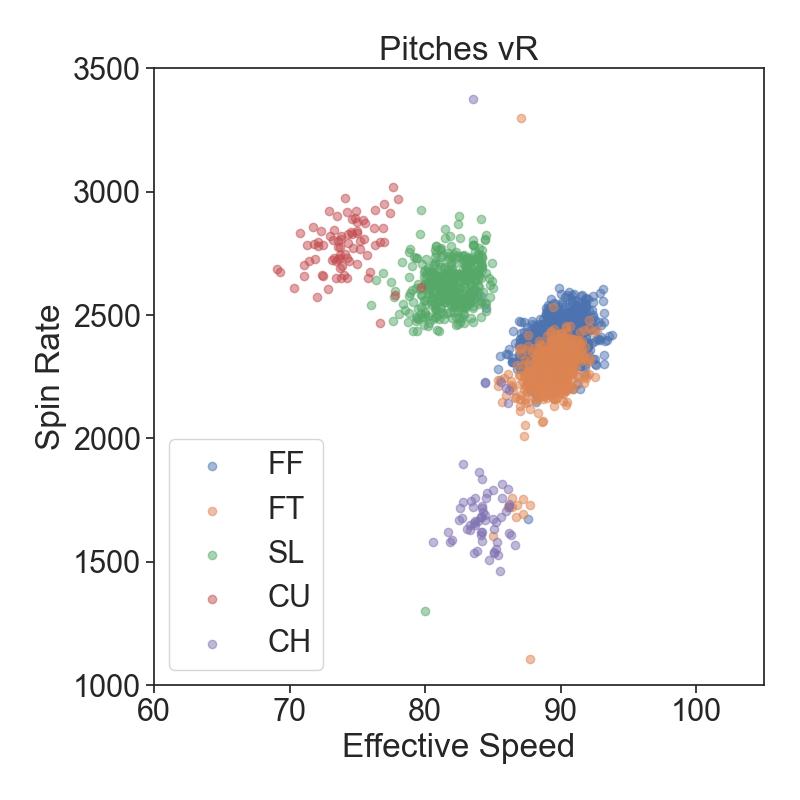 Pitches vR
3500
3000
2500
2000
1500
1000
Spin Rate
FF
FT
SL
CU
CH
60 70 80 90 100
Effective Speed